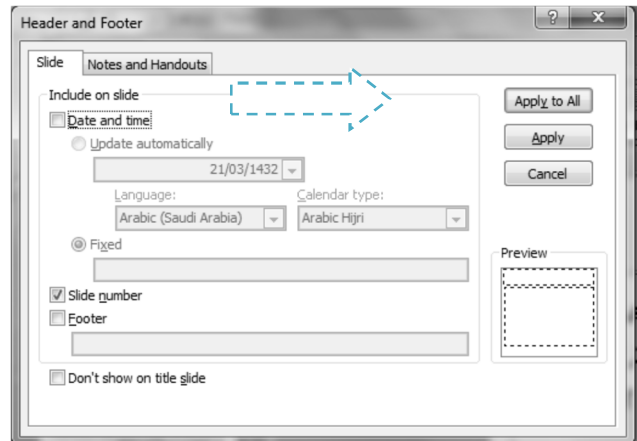 Header and Footer
Slide
Notes and Handouts
Include on slide
Date and time
Update automatically
21/03/1432
Language:
Calendar type:
Arabic (Saudi Arabia)
Arabic Hijri
Fixed
Slide number
Footer
Don't show on title slide
Apply to All
Apply
Cancel
Preview